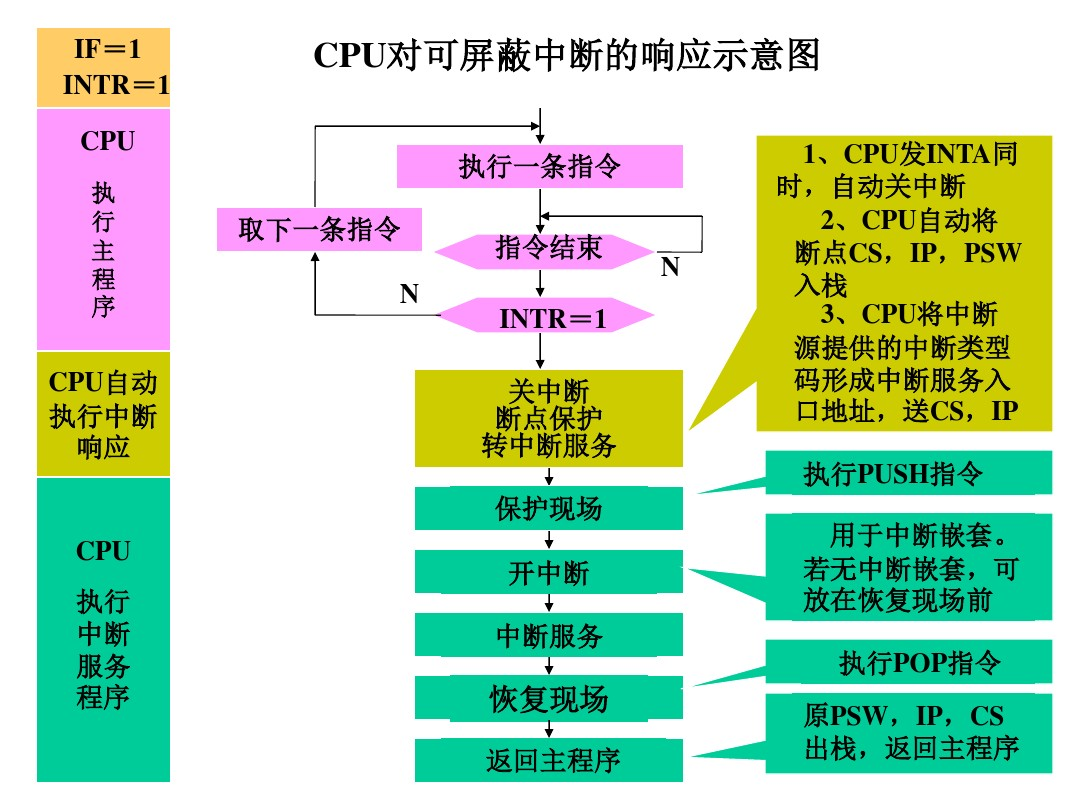 CPU对可屏蔽中断的响应示意图
IF＝1
INTR＝1
CPU
执
行
主
程
序
CPU自动
执行中断
响应
CPU
执行
中断
服务
程序
执行一条指令
取下一条指令
指令结束
N
N
INTR＝1
关中断
断点保护
转中断服务
保护现场
开中断
中断服务
恢复现场
返回主程序
1、CPU发INTA同
时，自动关中断
2、CPU自动将
断点CS，IP，PSW
入栈
3、CPU将中断
源提供的中断类型
码形成中断服务入
口地址，送CS，IP
执行PUSH指令
用于中断嵌套。
若无中断嵌套，可
放在恢复现场前
执行POP指令
原PSW，IP，CS
出栈，返回主程序